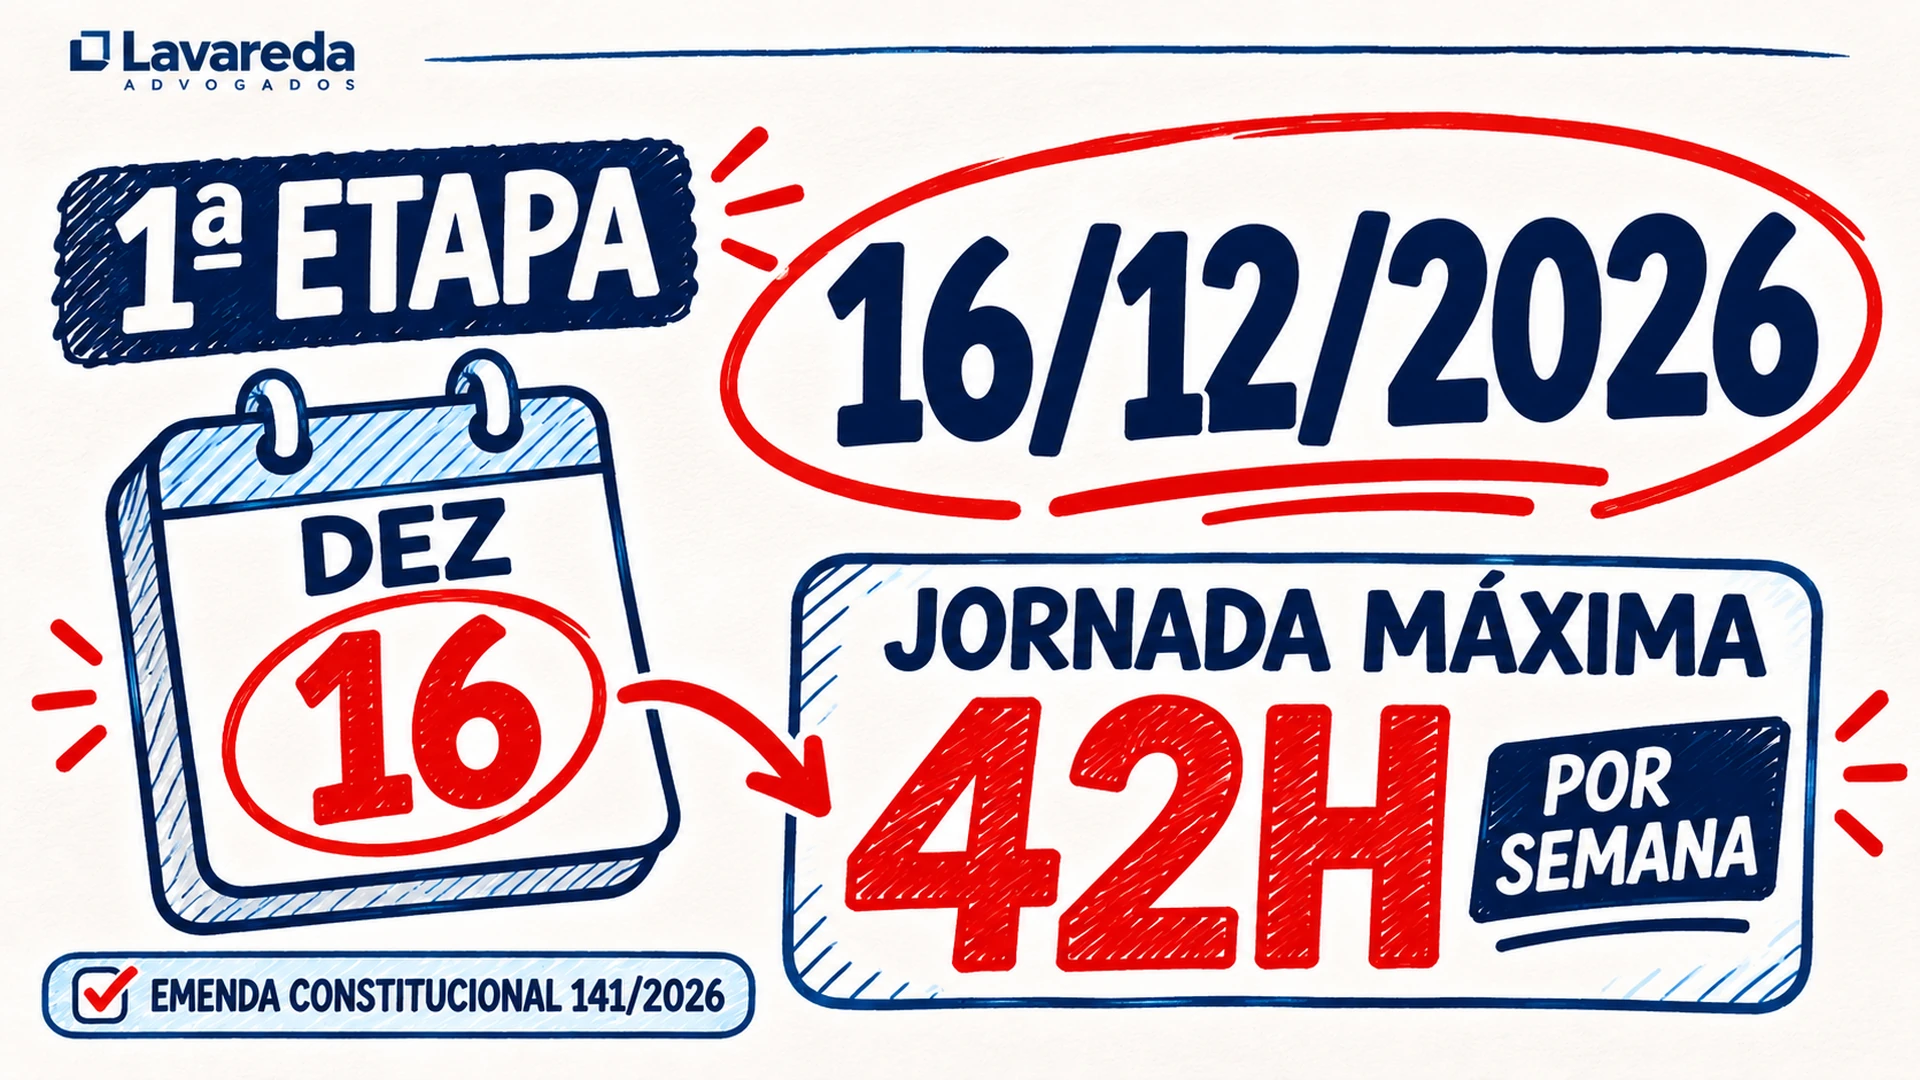 Lavareda
ADVOGADOS
1ª ETAPA
16/12/2026
DEZ
16
JORNADA MÁXIMA
42H
POR
SEMANA
EMENDA CONSTITUCIONAL 141/2026